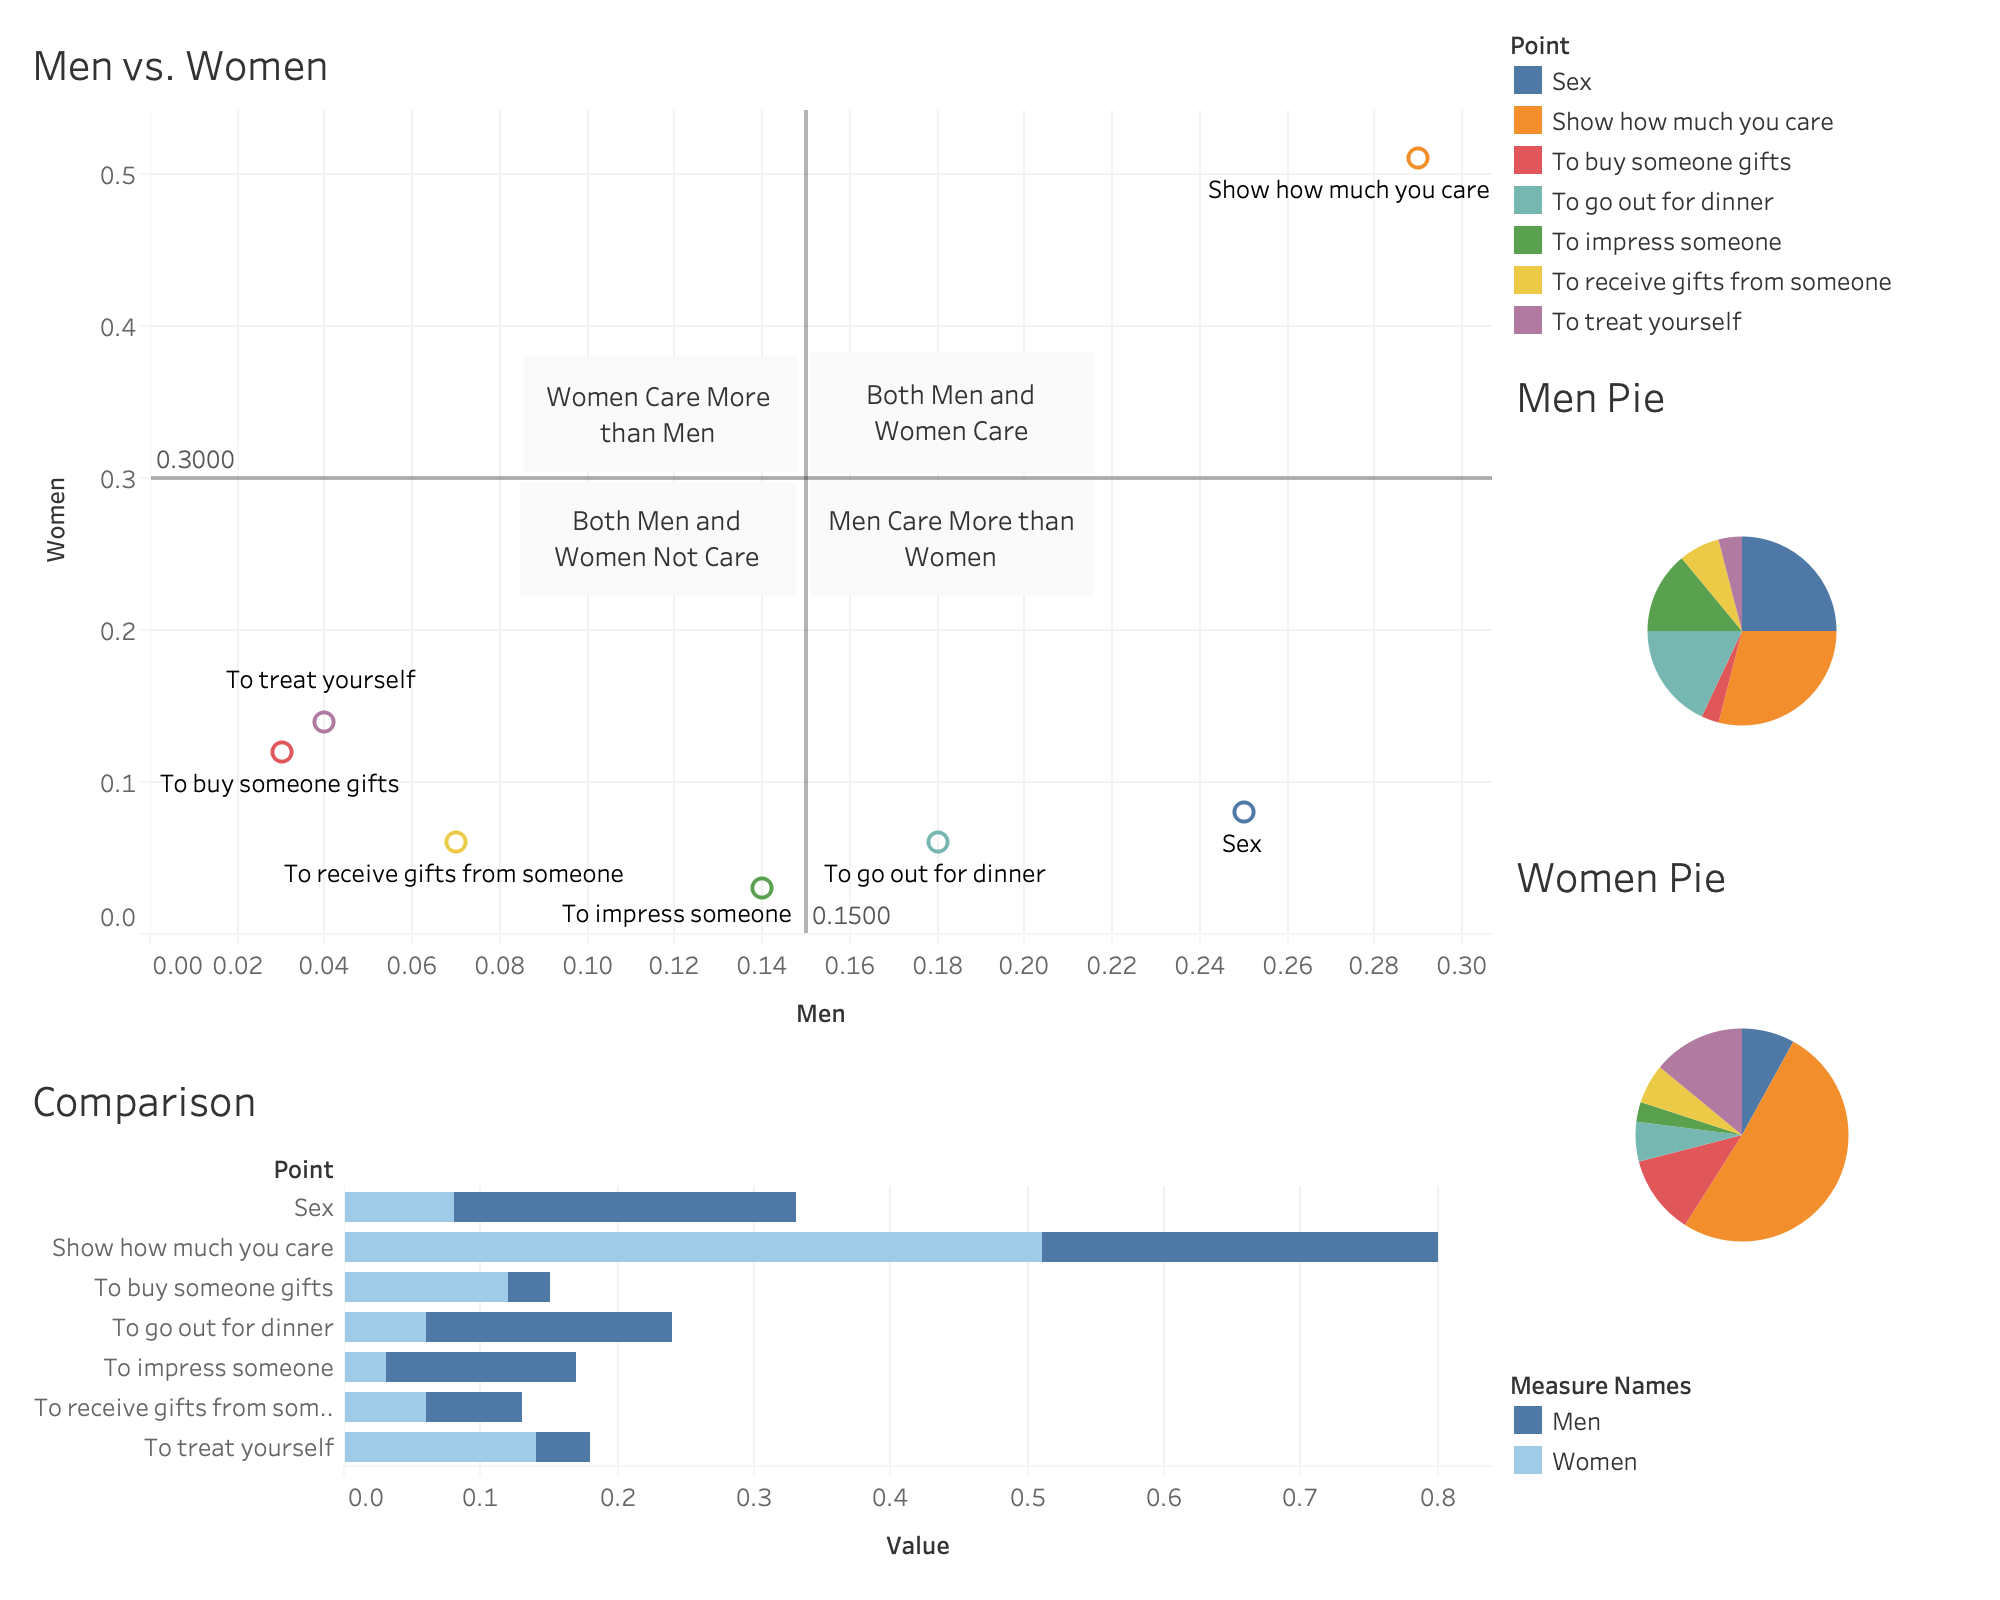 Men vs. Women
0.5
0.4
0.3
0.2
0.1
0.0
Women
0.3000
Women Care More
than Men
Both Men and
Women Care
Both Men and
Women Not Care
Men Care More than
Women
Show how much you care
To treat yourself
To buy someone gifts
To receive gifts from someone
To impress someone
To go out for dinner
Sex
0.1500
0.00 0.02 0.04 0.06 0.08 0.10 0.12 0.14 0.16 0.18 0.20 0.22 0.24 0.26 0.28 0.30
Men
Point
Sex
Show how much you care
To buy someone gifts
To go out for dinner
To impress someone
To receive gifts from someone
To treat yourself
Men Pie
Women Pie
Comparison
Point
Sex
Show how much you care
To buy someone gifts
To go out for dinner
To impress someone
To receive gifts from som..
To treat yourself
0.0 0.1 0.2 0.3 0.4 0.5 0.6 0.7 0.8
Value
Measure Names
Men
Women